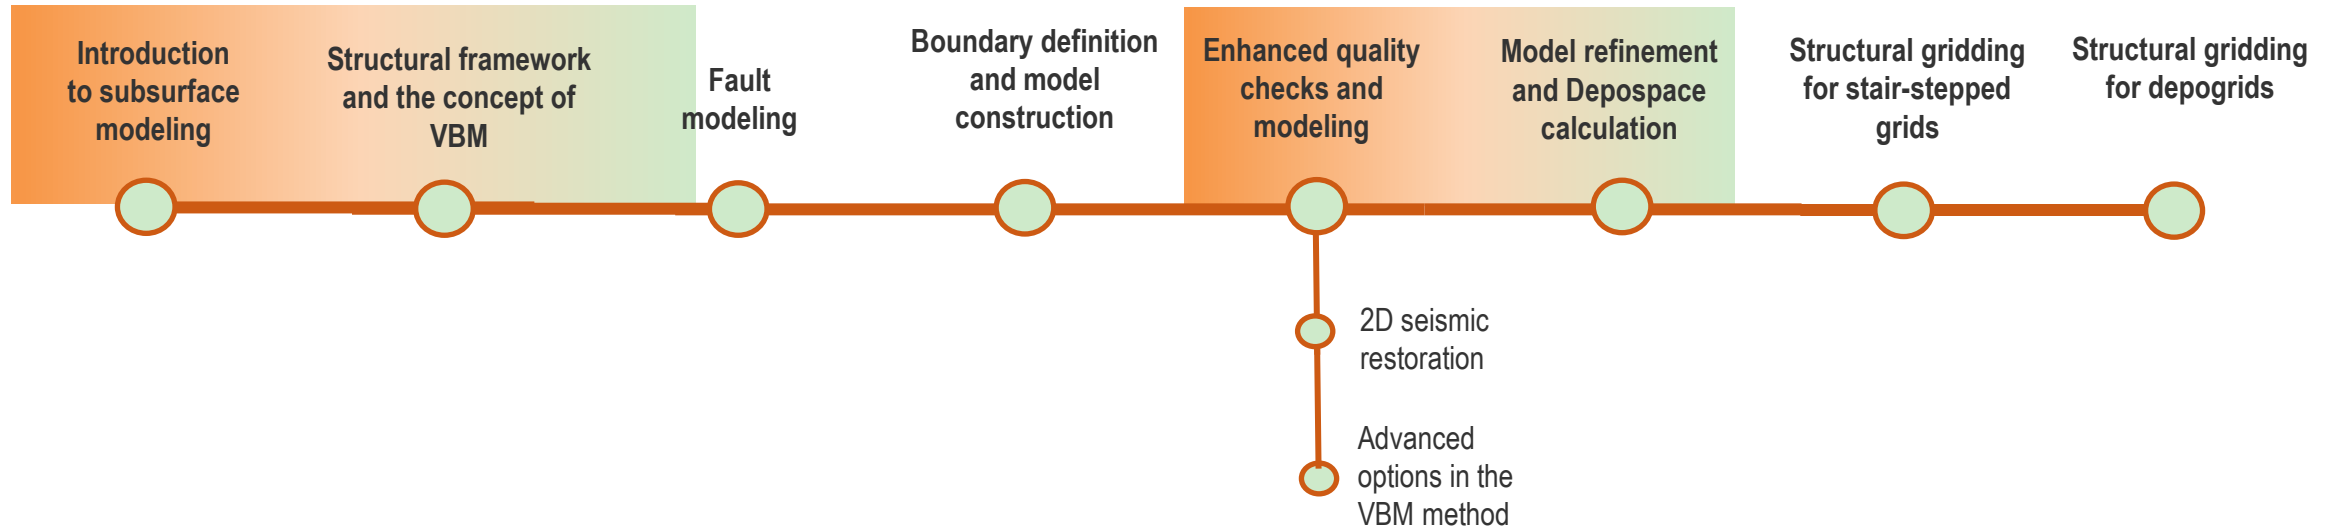 Introduction
to subsurface
modeling
Structural framework
and the concept of
VBM
Fault
modeling
Boundary definition
and model
construction
Enhanced quality
checks and
modeling
Model refinement
and Depospace
calculation
Structural gridding
for stair-stepped
grids
Structural gridding
for depogrids
2D seismic
restoration
Advanced
options in the
VBM method